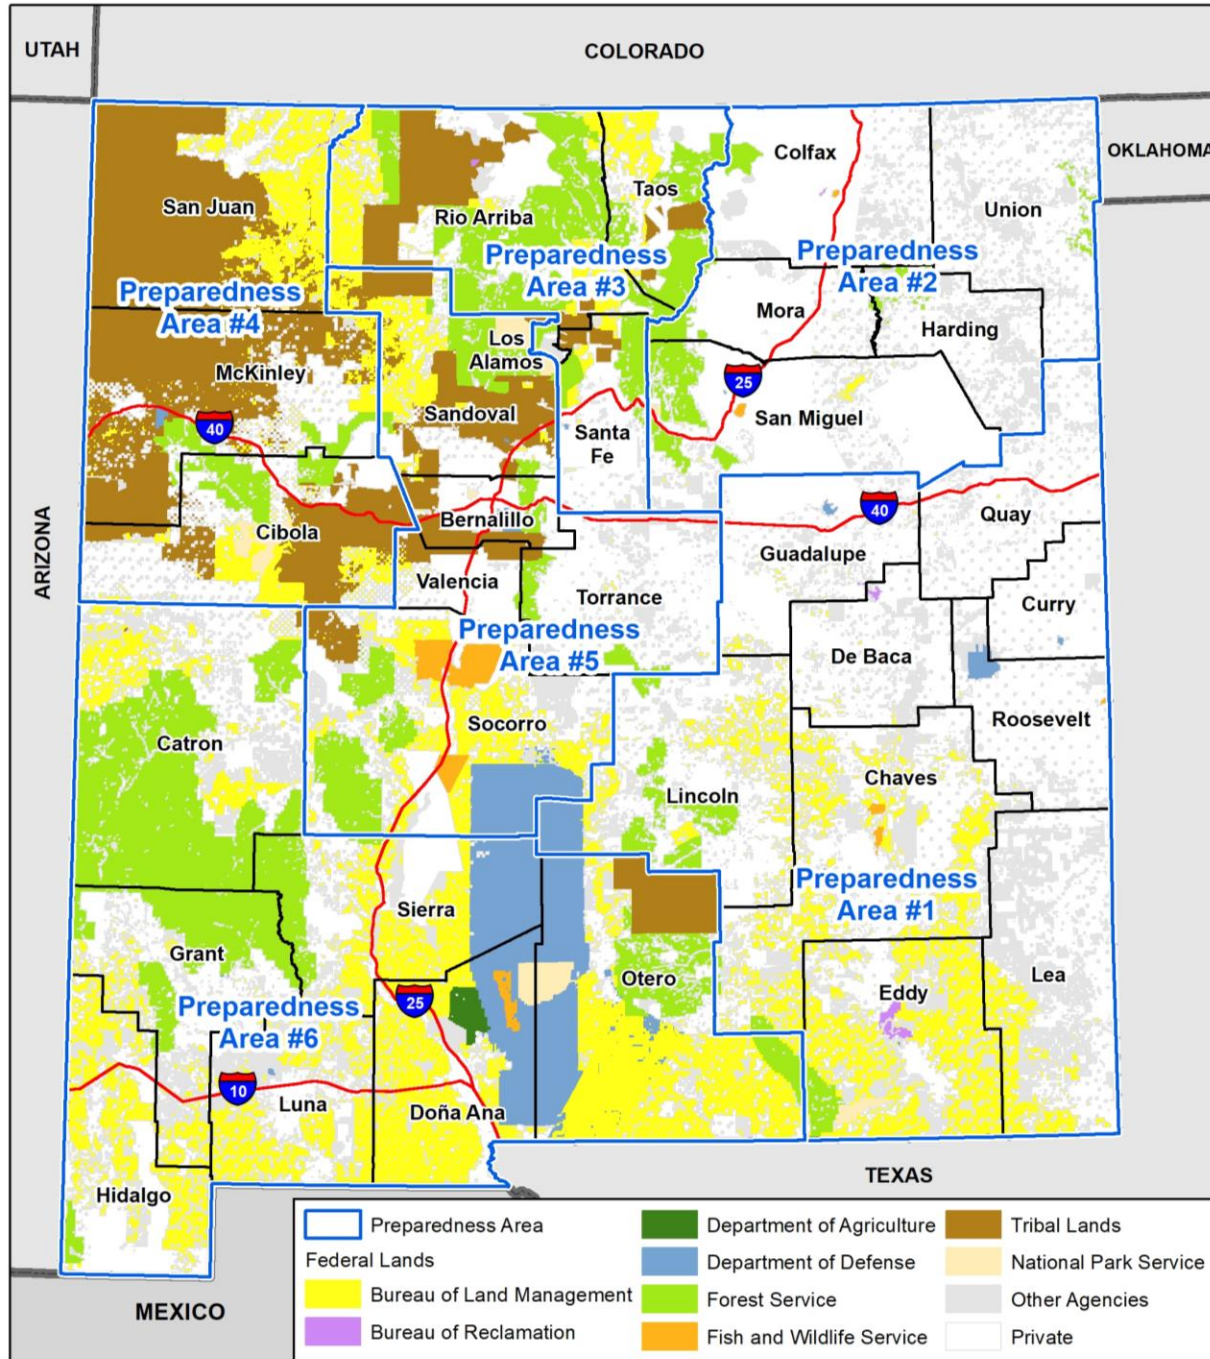 UTAH
COLORADO
OKLAHOMA
Colfax
San Juan
Taos
Rio Arriba
Union
Preparedness
Area #3
Preparedness
Area #2
Preparedness
Area #4
Mora
Harding
Los
Alamos
McKinley
25
Sandoval
San Miguel
40
Santa
Fe
Bernalillo
40
Quay
Cibola
Guadalupe
ARIZONA
Valencia
Torrance
Curry
Preparedness
Area #5
De Baca
Socorro
Roosevelt
Catron
Chaves
Lincoln
Preparedness
Area #1
Sierra
Grant
Otero
Lea
Eddy
Preparedness
Area #6
25
10
Luna
Doña Ana
TEXAS
Hidalgo
MEXICO
Preparedness Area
Federal Lands
Bureau of Land Management
Bureau of Reclamation
Department of Agriculture
Department of Defense
Forest Service
Fish and Wildlife Service
Tribal Lands
National Park Service
Other Agencies
Private